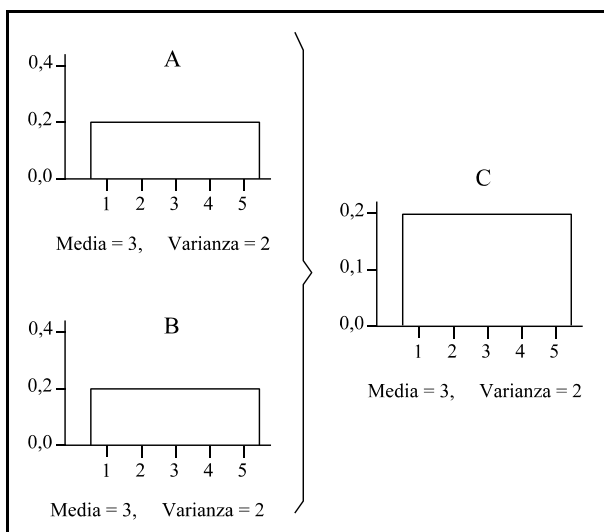 A
0,4
0,2
0,0
1 2 3 4 5
Media = 3, Varianza = 2
B
0,4
0,2
0,0
1 2 3 4 5
Media = 3, Varianza = 2
C
0,2
0,1
0,0
1 2 3 4 5
Media = 3, Varianza = 2